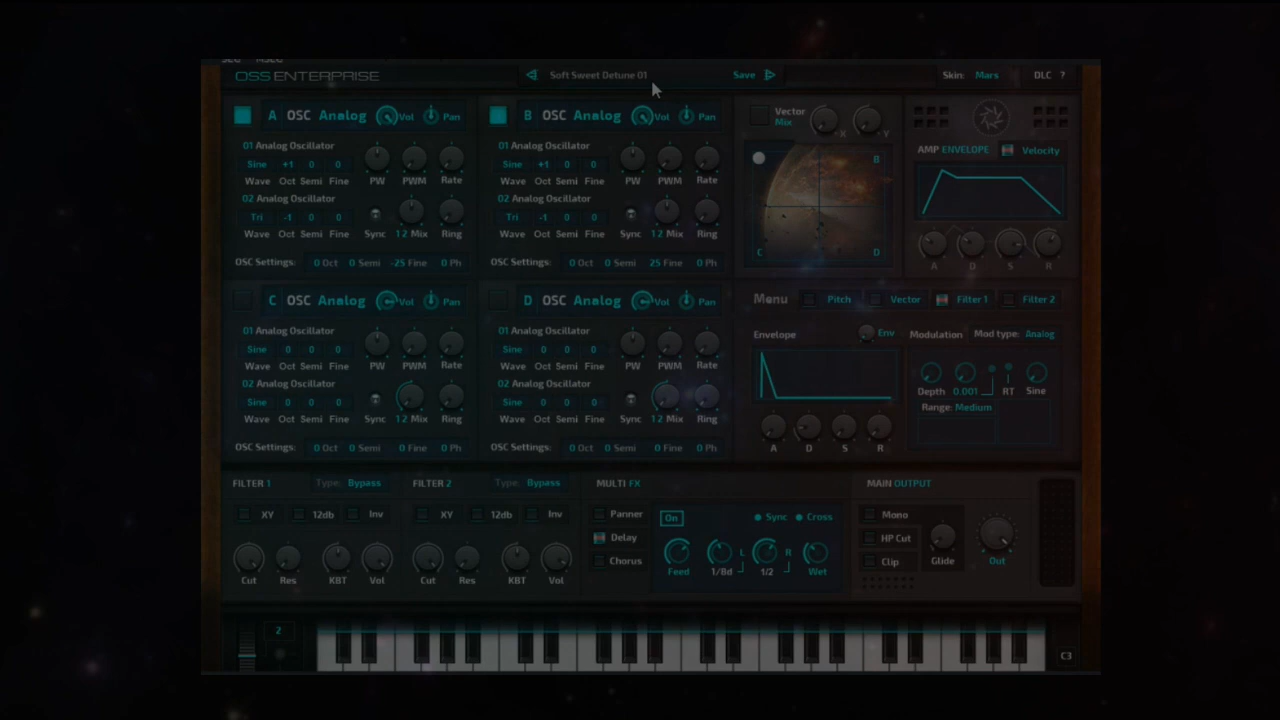 OSS ENTERPRISE
Soft Sweet Detune 01
Save
Skin: Mars
DLC ?
A OSC Analog Vol Pan
01 Analog Oscillator
Sine +1 0 0
Wave Oct Semi Fine PW PWM Rate
02 Analog Oscillator
Tri -1 0 0
Wave Oct Semi Fine Sync 1 2 Mix Ring
OSC Settings: 0 Oct 0 Semi -25 Fine 0 Ph
B OSC Analog Vol Pan
01 Analog Oscillator
Sine +1 0 0
Wave Oct Semi Fine PW PWM Rate
02 Analog Oscillator
Tri -1 0 0
Wave Oct Semi Fine Sync 1 2 Mix Ring
OSC Settings: 0 Oct 0 Semi 25 Fine 0 Ph
Vector
Mix
X Y
B
C D
AMP ENVELOPE Velocity
A D S R
C OSC Analog Vol Pan
01 Analog Oscillator
Sine 0 0 0
Wave Oct Semi Fine PW PWM Rate
02 Analog Oscillator
Sine 0 0 0
Wave Oct Semi Fine Sync 1 2 Mix Ring
OSC Settings: 0 Oct 0 Semi 0 Fine 0 Ph
D OSC Analog Vol Pan
01 Analog Oscillator
Sine 0 0 0
Wave Oct Semi Fine PW PWM Rate
02 Analog Oscillator
Sine 0 0 0
Wave Oct Semi Fine Sync 1 2 Mix Ring
OSC Settings: 0 Oct 0 Semi 0 Fine 0 Ph
Menu Pitch Vector Filter 1 Filter 2
Envelope Env
A D S R
Modulation Mod type: Analog
Depth 0.001 RT Sine
Range: Medium
FILTER 1 Type: Bypass
XY 12db Inv
Cut Res KBT Vol
FILTER 2 Type: Bypass
XY 12db Inv
Cut Res KBT Vol
MULTI FX
Panner
Delay
Chorus
On Sync Cross
L R
Feed 1/8d 1/2 Wet
MAIN OUTPUT
Mono
HP Cut
Clip
Glide Out
2
C3